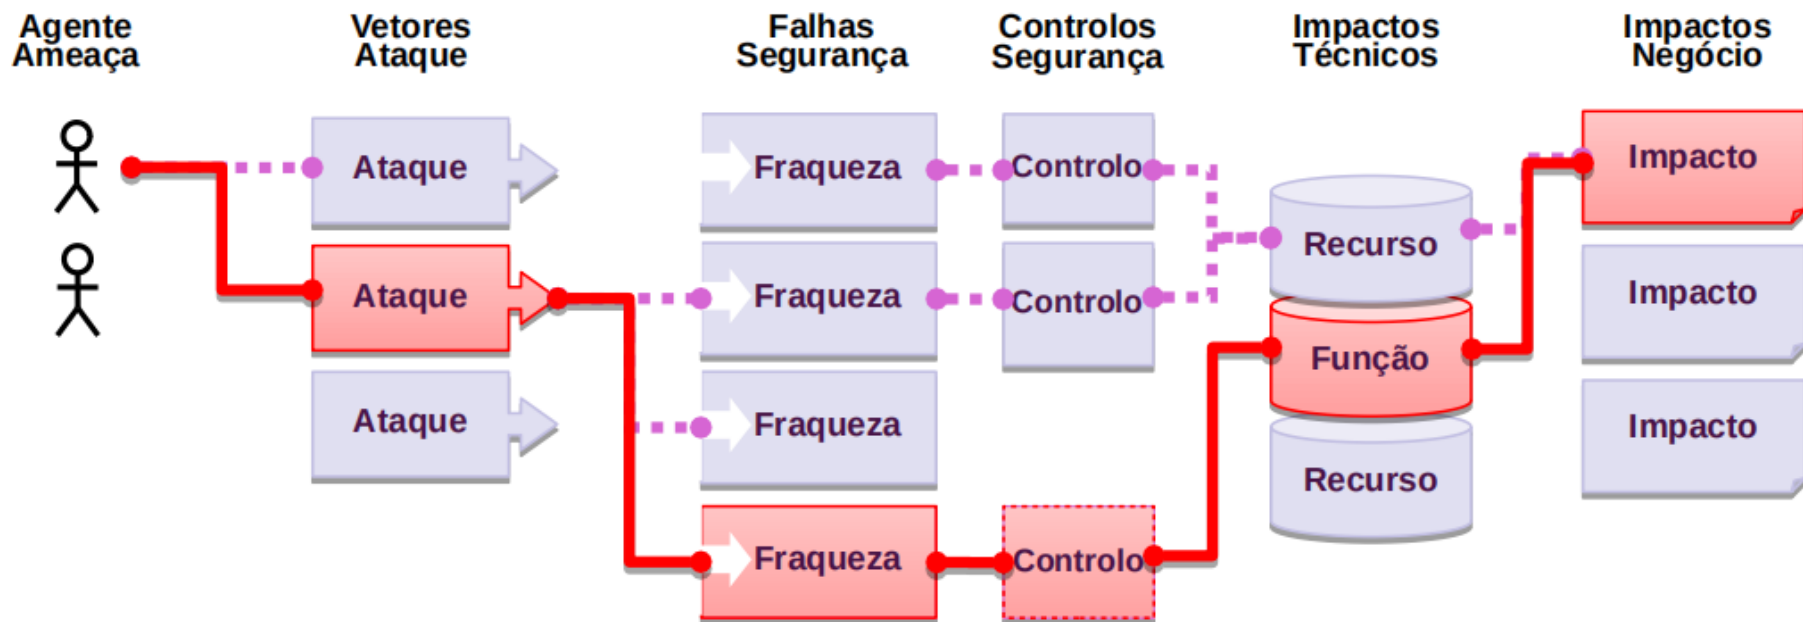 Agente
Ameaça
Vetores
Ataque
Falhas
Segurança
Controlos
Segurança
Impactos
Técnicos
Impactos
Negócio
Ataque
Fraqueza
Controlo
Recurso
Impacto
Ataque
Fraqueza
Controlo
Função
Impacto
Ataque
Fraqueza
Recurso
Impacto
Fraqueza
Controlo